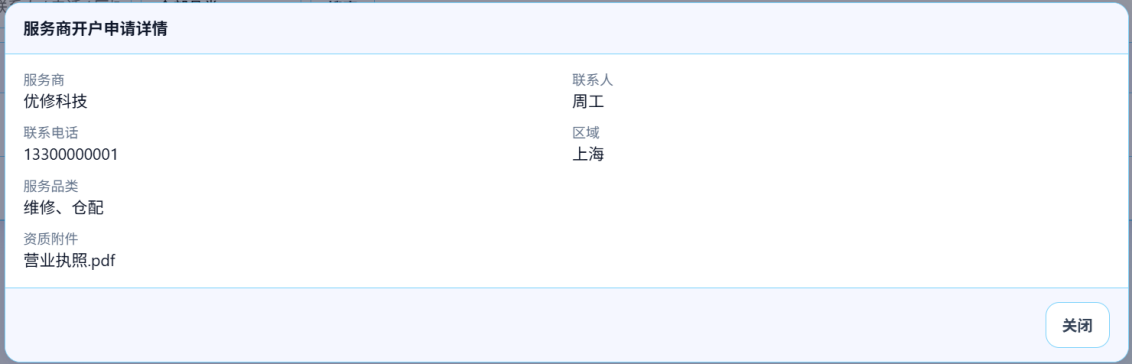 服务商开户申请详情
服务商
优修科技
联系人
周工
联系电话
13300000001
区域
上海
服务品类
维修、仓配
资质附件
营业执照.pdf
关闭